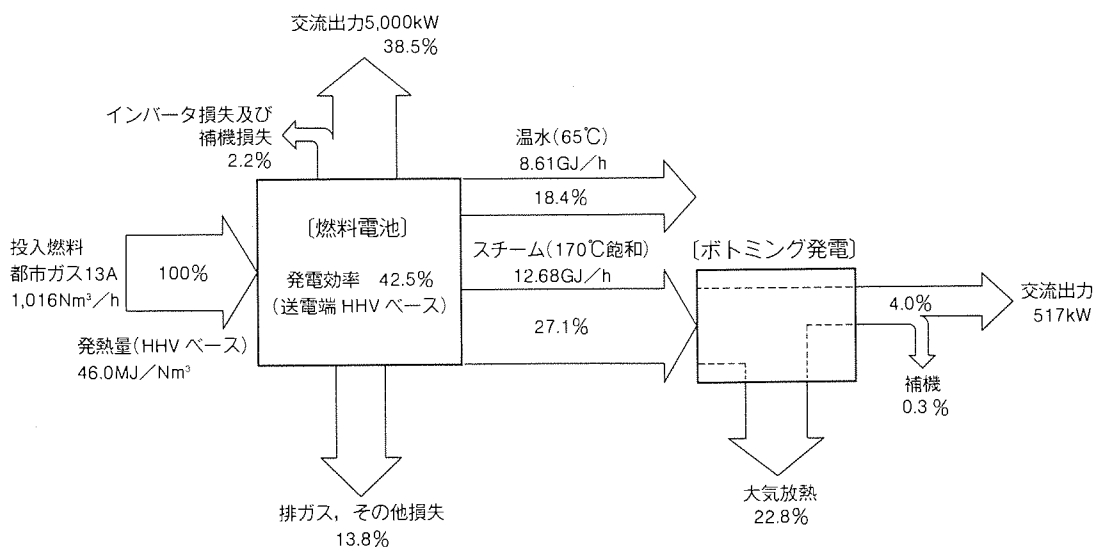 交流出力5,000kW
38.5%
インバータ損失及び
補機損失
2.2%
温水(65℃)
8.61GJ/h
18.4%
〔燃料電池〕
発電効率 42.5%
(送電端 HHV ベース)
スチーム(170℃飽和)
12.68GJ/h
27.1%
〔ボトミング発電〕
投入燃料
都市ガス13A
1,016Nm³/h
100%
発熱量(HHV ベース)
46.0MJ/Nm³
4.0%
交流出力
517kW
補機
0.3%
大気放熱
22.8%
排ガス，その他損失
13.8%